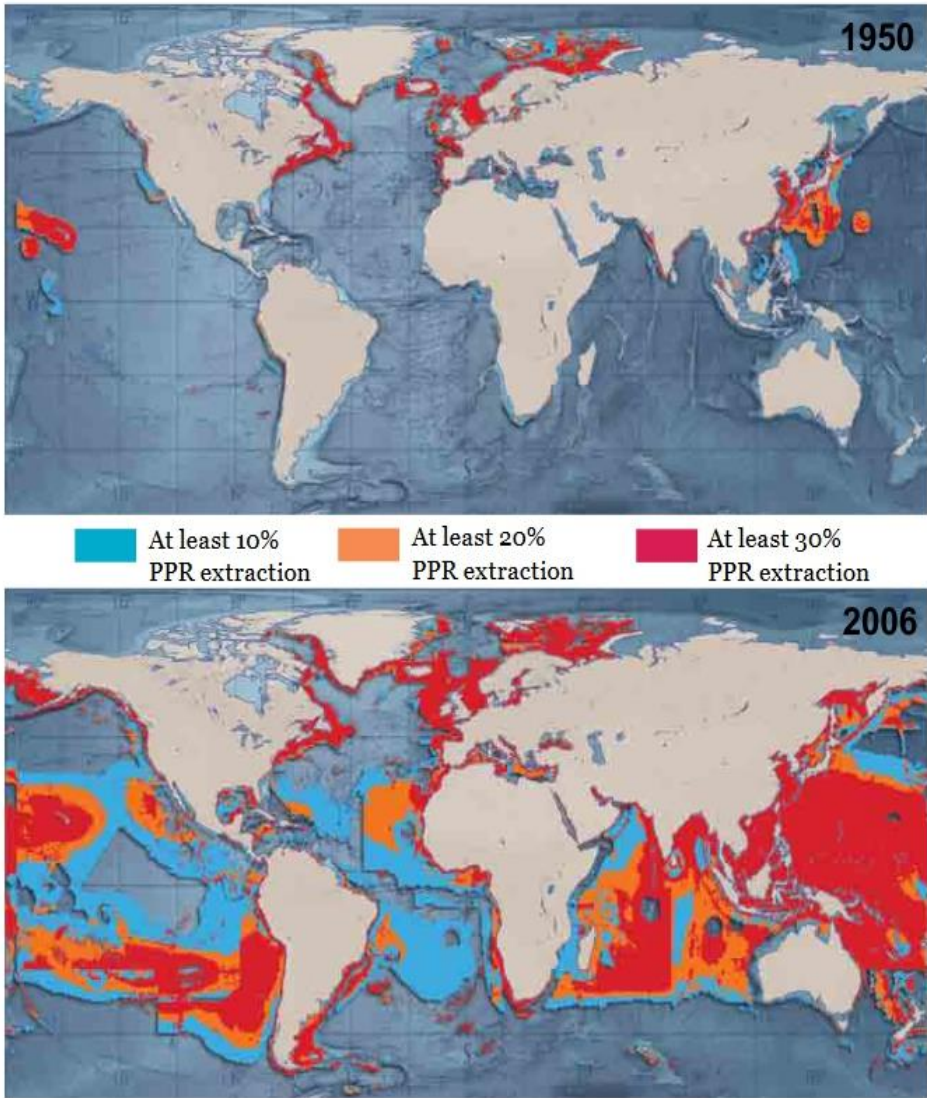 1950
At least 10%
PPR extraction
At least 20%
PPR extraction
At least 30%
PPR extraction
2006